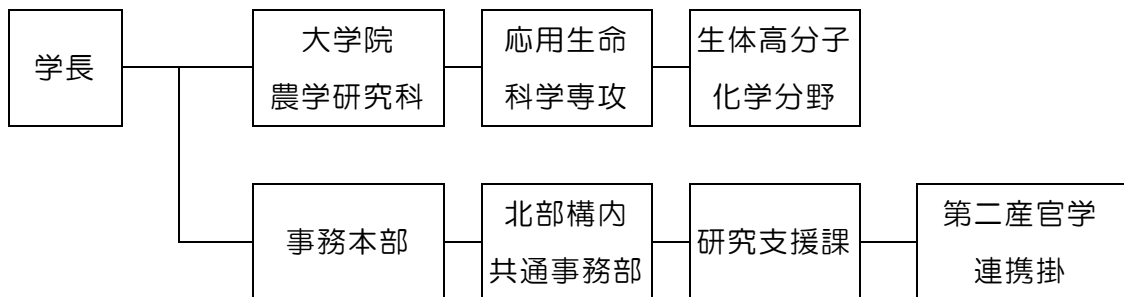 学長
大学院
農学研究科
応用生命
科学専攻
生体高分子
化学分野
事務本部
北部構内
共通事務部
研究支援課
第二産官学
連携掛